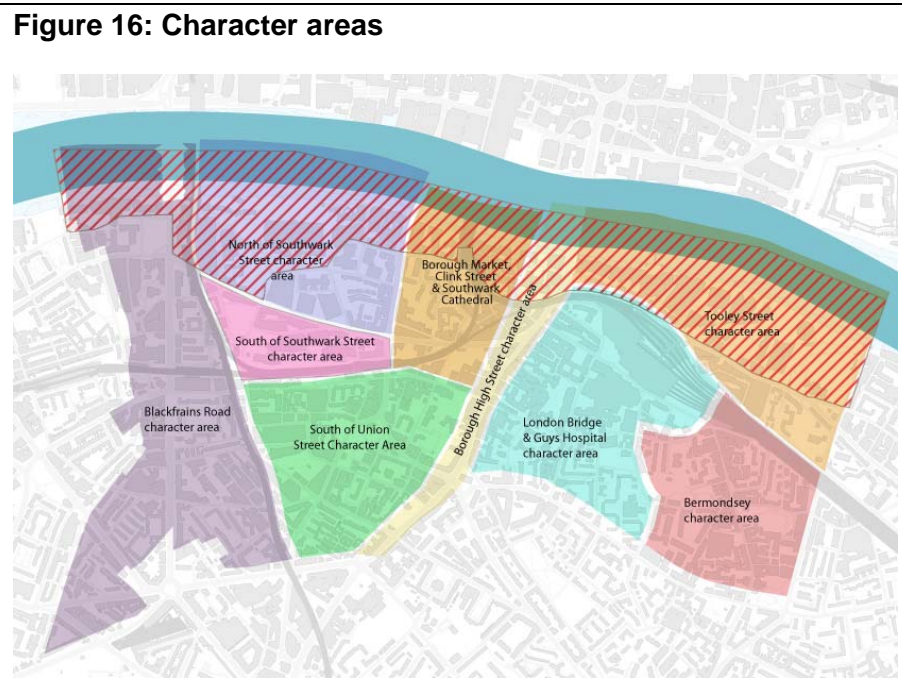 Figure 16: Character areas
North of Southwark
Street character
area
Borough Market,
Clink Street
& Southwark
Cathedral
Tooley Street
character area
South of Southwark Street
character area
Borough High Street character area
Blackfrains Road
character area
South of Union
Street Character Area
London Bridge
& Guys Hospital
character area
Bermondsey
character area